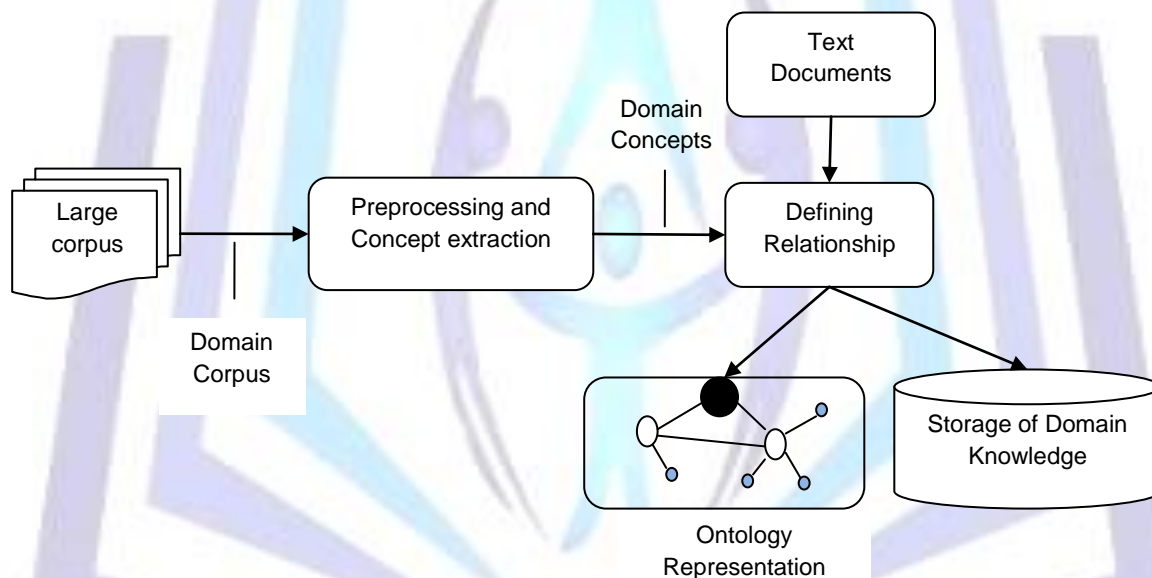 Text
Documents
Domain
Concepts
Large
corpus
Preprocessing and
Concept extraction
Defining
Relationship
Domain
Corpus
Storage of Domain
Knowledge
Ontology
Representation